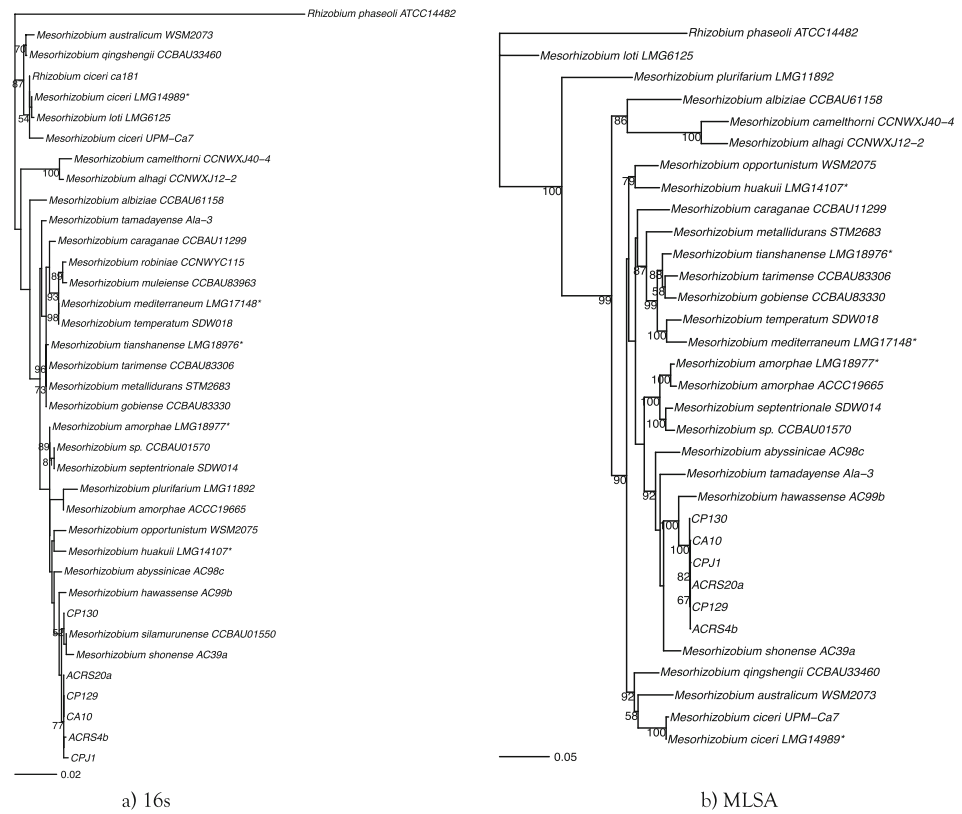 Rhizobium phaseoli ATCC14482
Mesorhizobium australicum WSM2073
70
Mesorhizobium qingshengii CCBAU33460
Rhizobium ciceri ca181
87
Mesorhizobium ciceri LMG14989*
Mesorhizobium loti LMG6125
54
Mesorhizobium ciceri UPM-Ca7
Mesorhizobium camelthorni CCNWXJ40-4
100
Mesorhizobium alhagi CCNWXJ12-2
Mesorhizobium albiziae CCBAU61158
Mesorhizobium tamadayense Ala-3
Mesorhizobium caraganae CCBAU11299
Mesorhizobium robiniae CCNWYC115
89
Mesorhizobium muleiense CCBAU83963
93
Mesorhizobium mediterraneum LMG17148*
98
Mesorhizobium temperatum SDW018
Mesorhizobium tianshanense LMG18976*
96
Mesorhizobium tarimense CCBAU83306
73
Mesorhizobium metallidurans STM2683
Mesorhizobium gobiense CCBAU83330
Mesorhizobium amorphae LMG18977*
89
Mesorhizobium sp. CCBAU01570
81
Mesorhizobium septentrionale SDW014
Mesorhizobium plurifarium LMG11892
Mesorhizobium amorphae ACCC19665
Mesorhizobium opportunistum WSM2075
Mesorhizobium huakuii LMG14107*
Mesorhizobium abyssinicae AC98c
Mesorhizobium hawassense AC99b
CP130
Mesorhizobium silamurunense CCBAU01550
Mesorhizobium shonense AC39a
ACRS20a
CP129
CA10
77
ACRS4b
CPJ1
0.02
a) 16s
Rhizobium phaseoli ATCC14482
Mesorhizobium loti LMG6125
Mesorhizobium plurifarium LMG11892
Mesorhizobium albiziae CCBAU61158
86
Mesorhizobium camelthorni CCNWXJ40-4
100
Mesorhizobium alhagi CCNWXJ12-2
Mesorhizobium opportunistum WSM2075
79
Mesorhizobium huakuii LMG14107*
100
Mesorhizobium caraganae CCBAU11299
Mesorhizobium metallidurans STM2683
Mesorhizobium tianshanense LMG18976*
87
88
Mesorhizobium tarimense CCBAU83306
58
Mesorhizobium gobiense CCBAU83330
99
99
Mesorhizobium temperatum SDW018
100
Mesorhizobium mediterraneum LMG17148*
Mesorhizobium amorphae LMG18977*
100
Mesorhizobium amorphae ACCC19665
100
Mesorhizobium septentrionale SDW014
100
Mesorhizobium sp. CCBAU01570
Mesorhizobium abyssinicae AC98c
Mesorhizobium tamadayense Ala-3
90
92
Mesorhizobium hawassense AC99b
CP130
100
CA10
100
CPJ1
82
ACRS20a
67
CP129
ACRS4b
Mesorhizobium shonense AC39a
Mesorhizobium qingshengii CCBAU33460
92
Mesorhizobium australicum WSM2073
58
Mesorhizobium ciceri UPM-Ca7
100
Mesorhizobium ciceri LMG14989*
0.05
b) MLSA